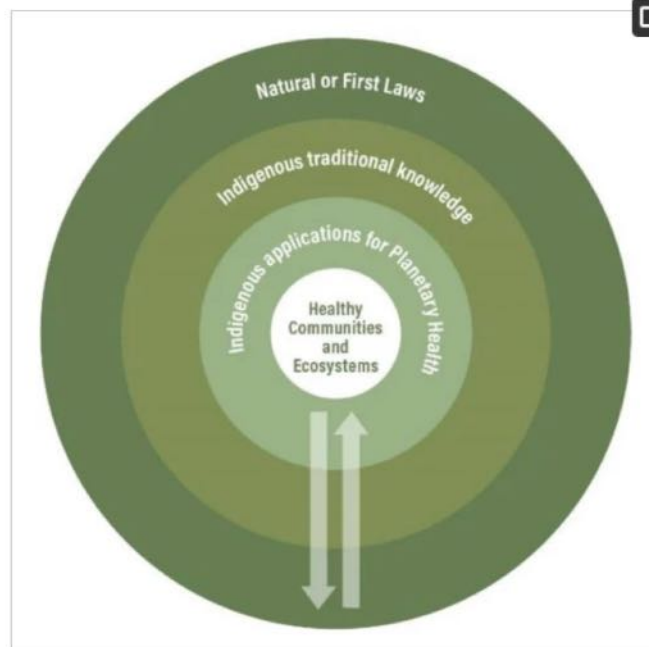 Natural or First Laws
Indigenous traditional knowledge
Indigenous applications for Planetary Health
Healthy
Communities
and
Ecosystems